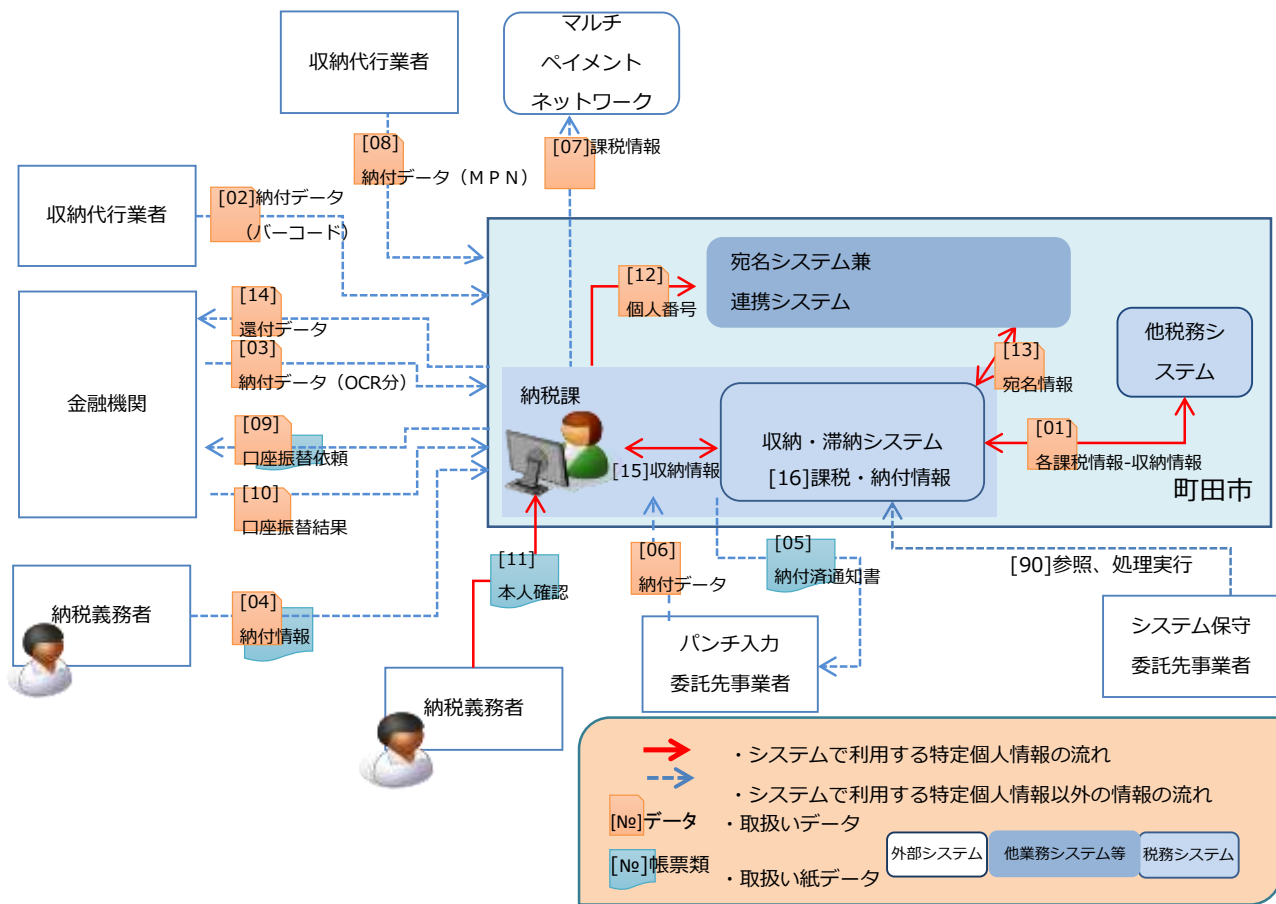 収納代行業者
マルチ
ペイメント
ネットワーク
[08]
納付データ（ＭＰＮ）
[07]課税情報
収納代行業者
[02]納付データ
（バーコード）
金融機関
[14]
還付データ
[03]
納付データ（OCR分）
[09]
口座振替依頼
[10]
口座振替結果
宛名システム兼
連携システム
[12]
個人番号
[13]
宛名情報
他税務シ
ステム
納税課
収納・滞納システム
[16]課税・納付情報
[15]収納情報
[01]
各課税情報-収納情報
町田市
納税義務者
[04]
納付情報
[11]
本人確認
納税義務者
[06]
納付データ
[05]
納付済通知書
パンチ入力
委託先事業者
[90]参照、処理実行
システム保守
委託先事業者
・システムで利用する特定個人情報の流れ
・システムで利用する特定個人情報以外の情報の流れ
[№]データ
・取扱いデータ
[№]帳票類
・取扱い紙データ
外部システム
他業務システム等
税務システム